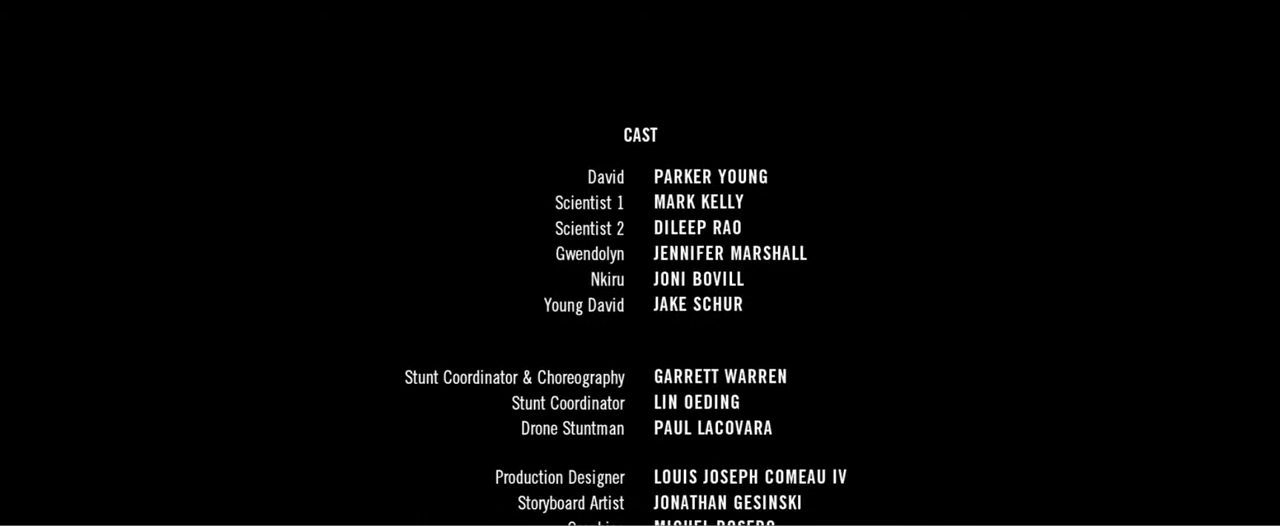 CAST
David PARKER YOUNG
Scientist 1 MARK KELLY
Scientist 2 DILEEP RAO
Gwendolyn JENNIFER MARSHALL
Nkiru JONI BOVILL
Young David JAKE SCHUR
Stunt Coordinator & Choreography GARRETT WARREN
Stunt Coordinator LIN OEDING
Drone Stuntman PAUL LACOVARA
Production Designer LOUIS JOSEPH COMEAU IV
Storyboard Artist JONATHAN GESINSKI